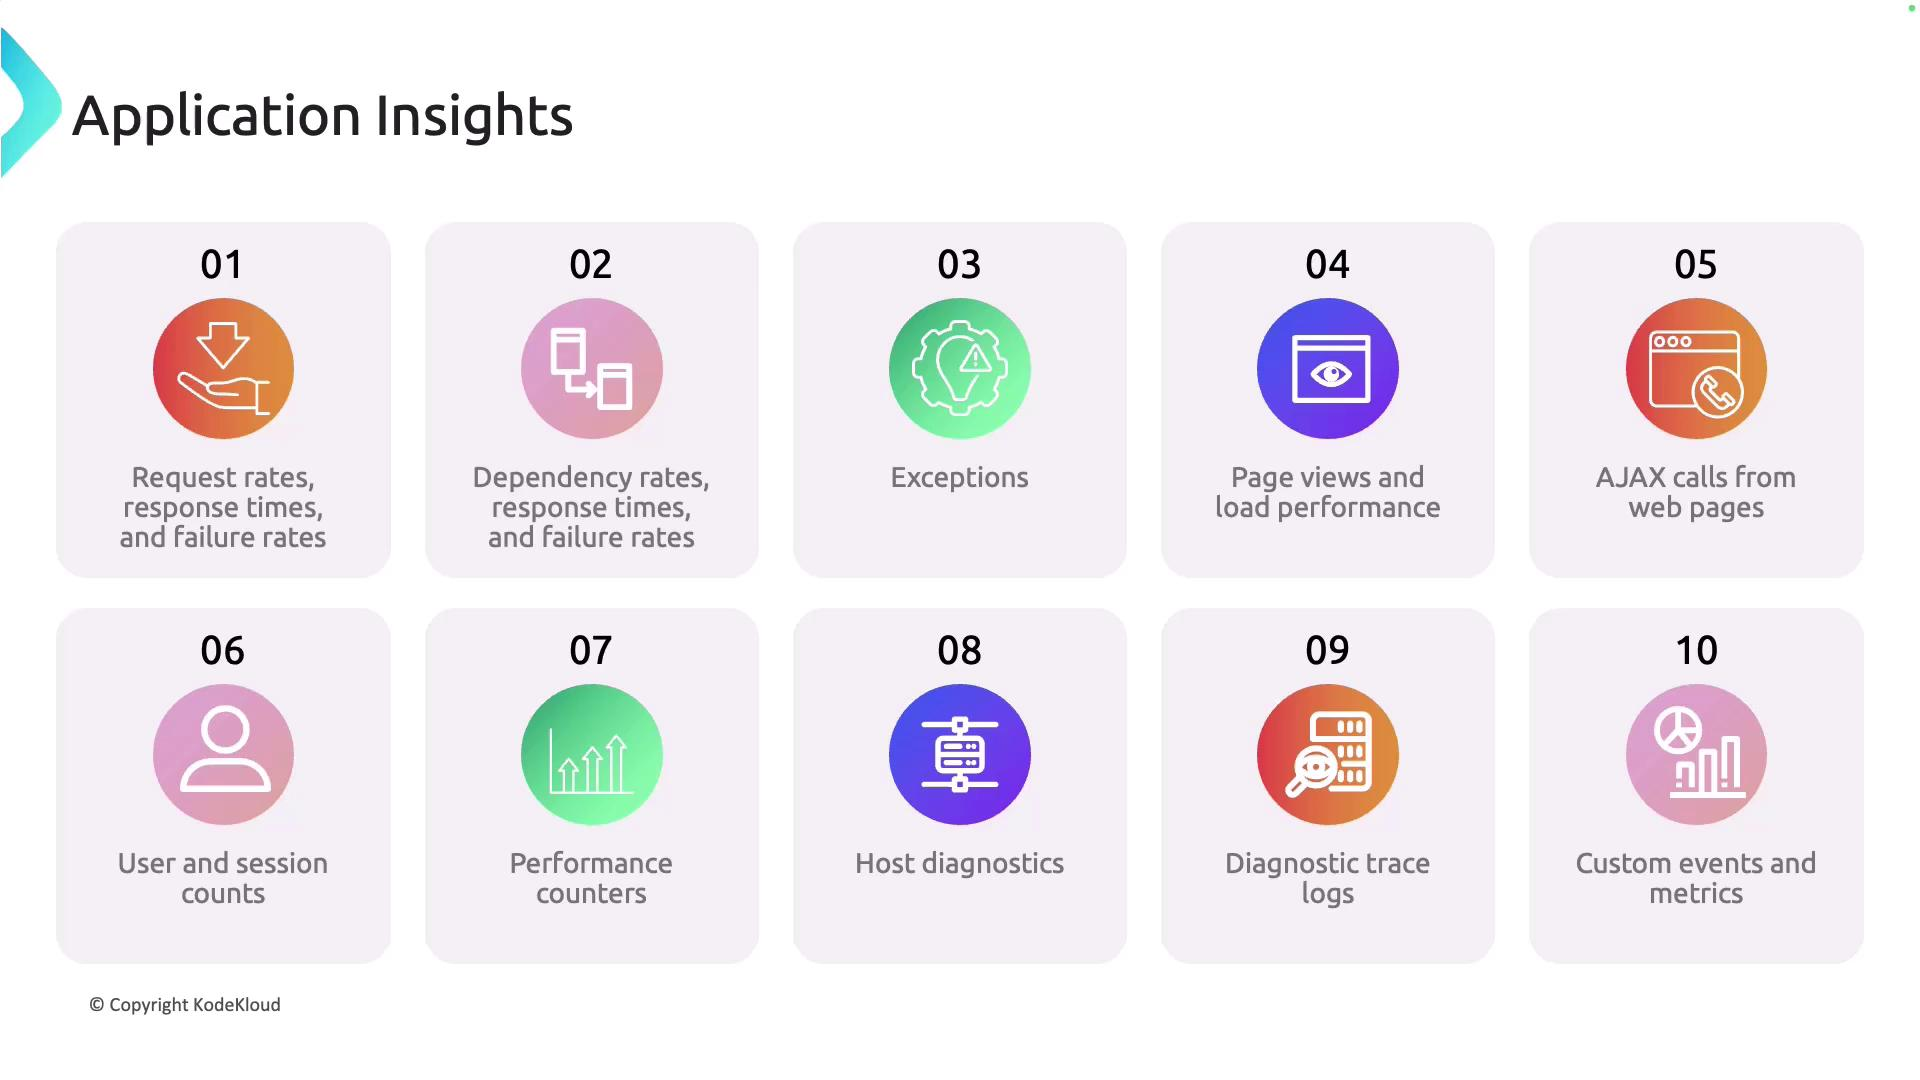 Application Insights
01
Request rates,
response times,
and failure rates
02
Dependency rates,
response times,
and failure rates
03
Exceptions
04
Page views and
load performance
05
AJAX calls from
web pages
06
User and session
counts
07
Performance
counters
08
Host diagnostics
09
Diagnostic trace
logs
10
Custom events and
metrics
© Copyright KodeKloud